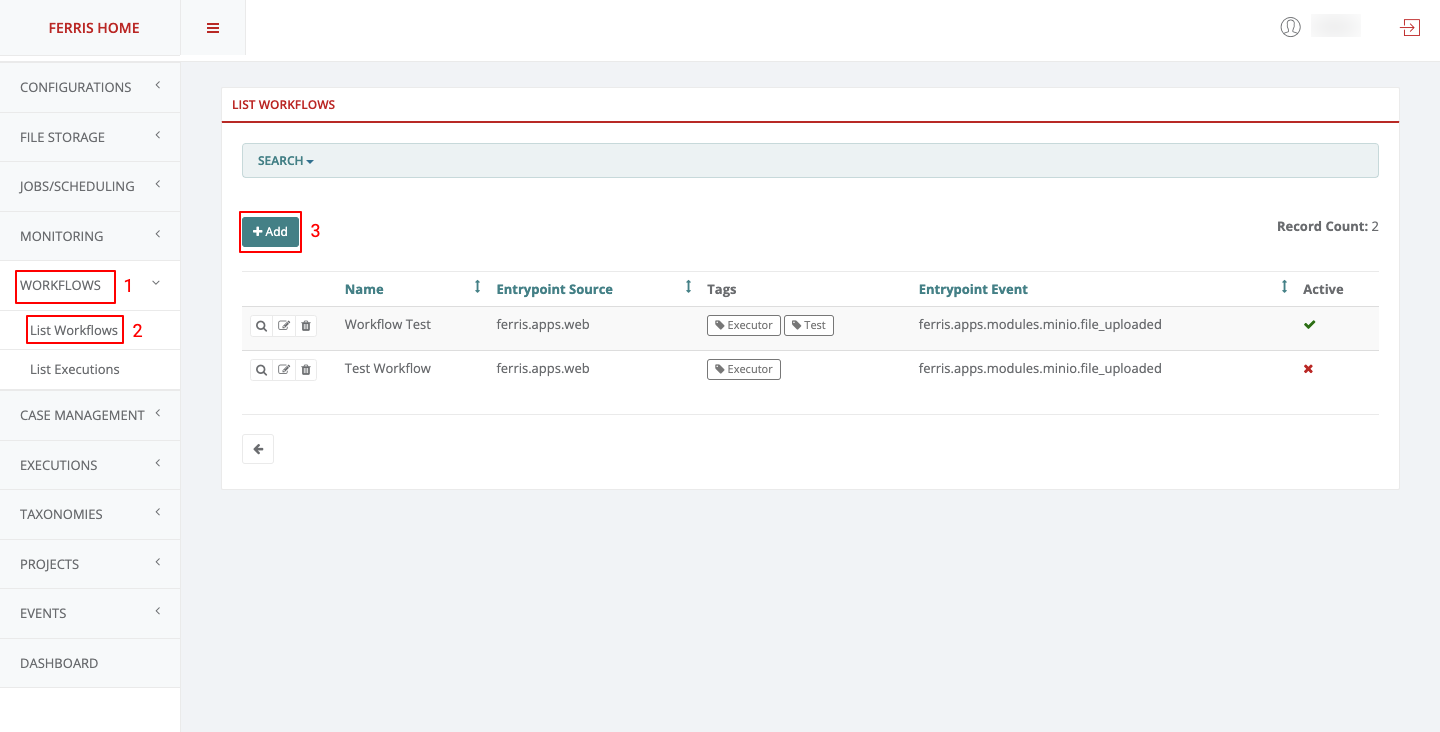 FERRIS HOME
CONFIGURATIONS
FILE STORAGE
JOBS/SCHEDULING
MONITORING
WORKFLOWS 1
List Workflows 2
List Executions
CASE MANAGEMENT
EXECUTIONS
TAXONOMIES
PROJECTS
EVENTS
DASHBOARD
LIST WORKFLOWS
SEARCH
Add 3
Record Count: 2
Name Entrypoint Source Tags Entrypoint Event Active
Workflow Test ferris.apps.web Executor Test ferris.apps.modules.minio.file_uploaded
Test Workflow ferris.apps.web Executor ferris.apps.modules.minio.file_uploaded